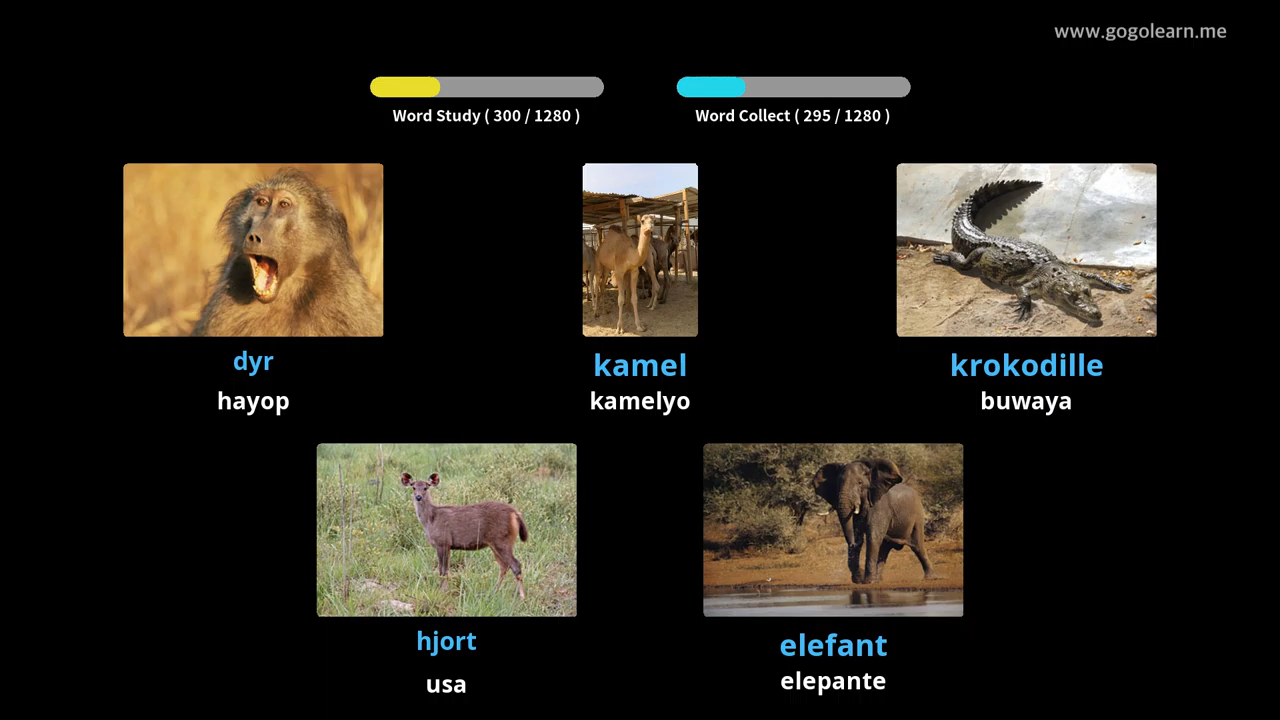 www.gogolearn.me
Word Study ( 300 / 1280 )
Word Collect ( 295 / 1280 )
dyr
hayop
kamel
kamelyo
krokodille
buwaya
hjort
usa
elefant
elepante